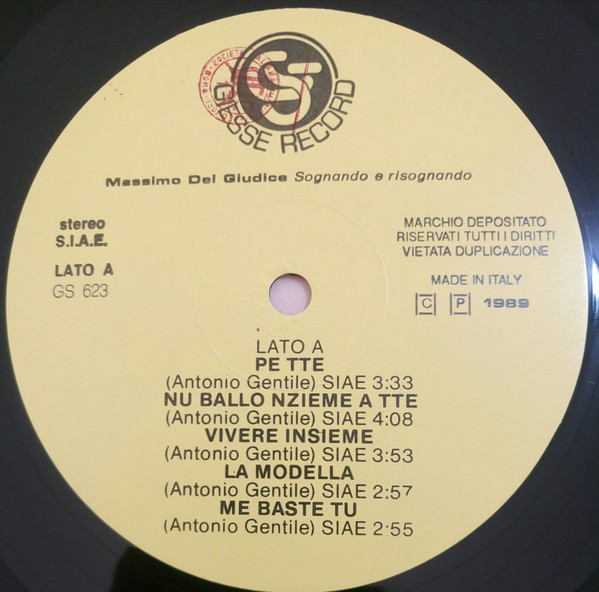 GIESSE RECORD
Massimo Del Giudice Sognando e risognando
stereo
S.I.A.E.
LATO A
GS 623
MARCHIO DEPOSITATO
RISERVATI TUTTI I DIRITTI
VIETATA DUPLICAZIONE
MADE IN ITALY
C P 1989
LATO A
PE TTE
(Antonio Gentile) SIAE 3:33
NU BALLO NZIEME A TTE
(Antonio Gentile) SIAE 4:08
VIVERE INSIEME
(Antonio Gentile) SIAE 3:53
LA MODELLA
(Antonio Gentile) SIAE 2:57
ME BASTE TU
(Antonio Gentile) SIAE 2:55